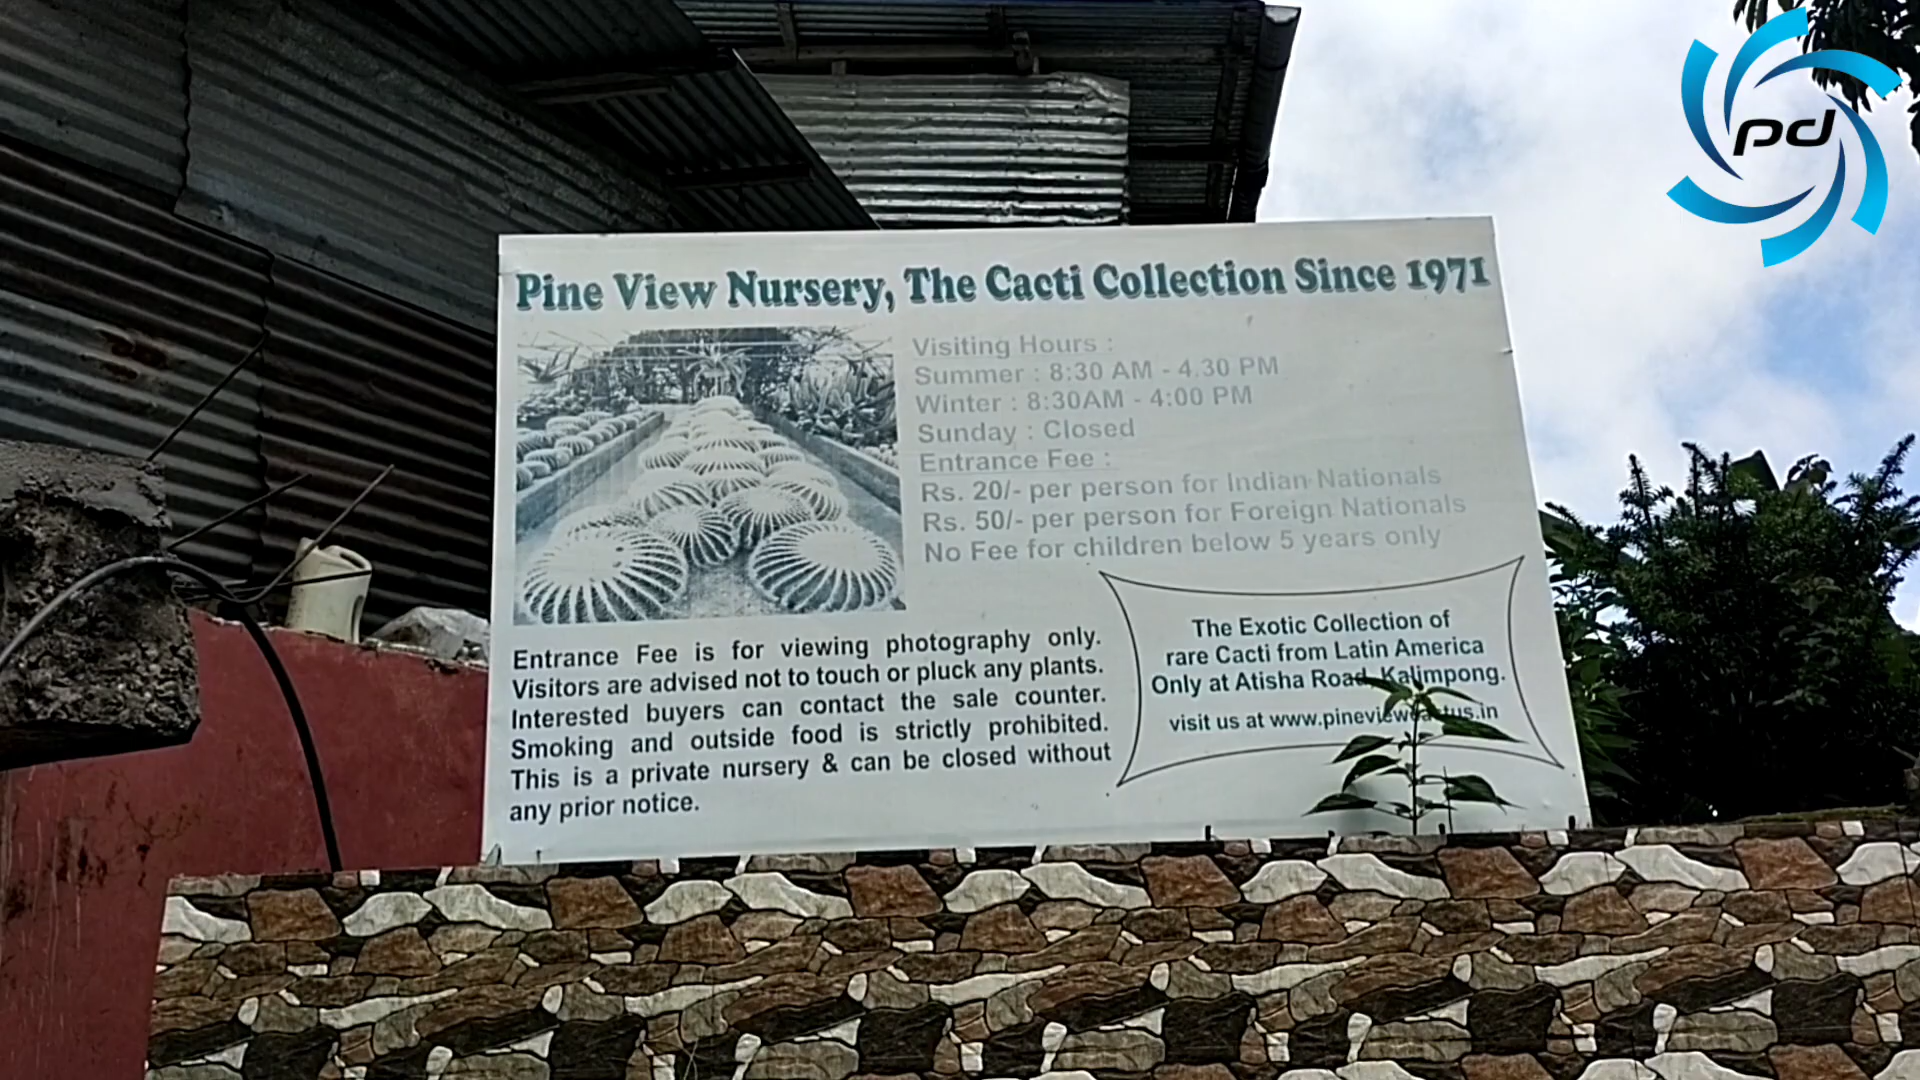 pd
Pine View Nursery, The Cacti Collection Since 1971
Visiting Hours :
Summer : 8:30 AM - 4.30 PM
Winter : 8:30AM - 4:00 PM
Sunday : Closed
Entrance Fee :
Rs. 20/- per person for Indian Nationals
Rs. 50/- per person for Foreign Nationals
No Fee for children below 5 years only
Entrance Fee is for viewing photography only.
Visitors are advised not to touch or pluck any plants.
Interested buyers can contact the sale counter.
Smoking and outside food is strictly prohibited.
This is a private nursery & can be closed without
any prior notice.
The Exotic Collection of
rare Cacti from Latin America
Only at Atisha Road, Kalimpong.
visit us at www.pineviewcactus.in